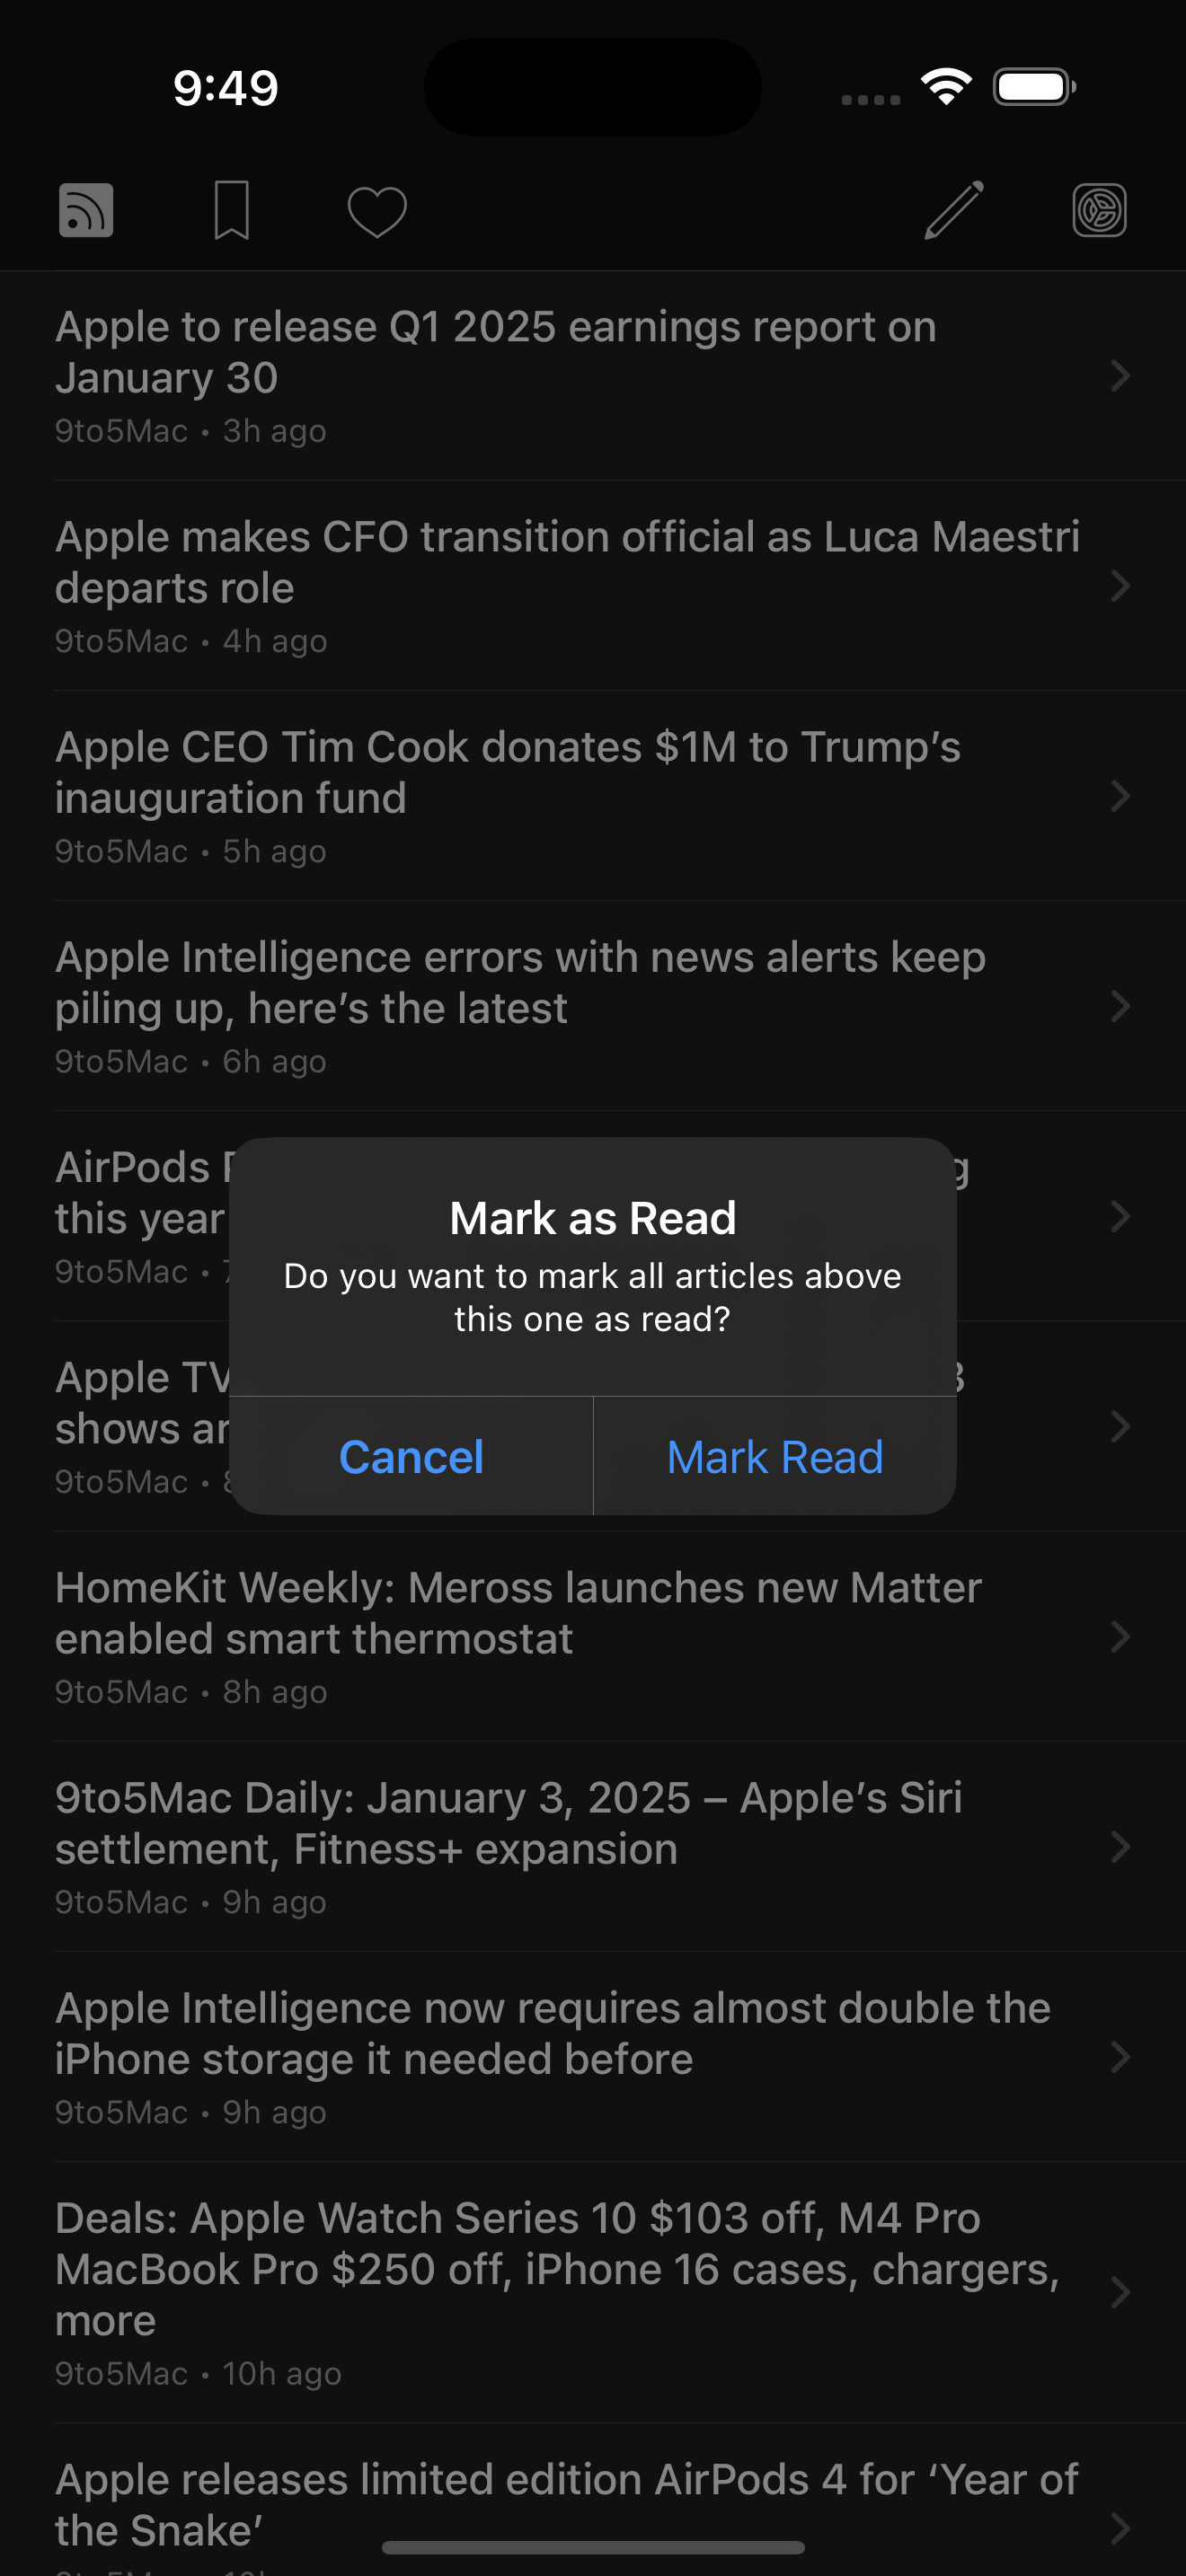 9:49
Apple to release Q1 2025 earnings report on
January 30
9to5Mac • 3h ago
Apple makes CFO transition official as Luca Maestri
departs role
9to5Mac • 4h ago
Apple CEO Tim Cook donates $1M to Trump’s
inauguration fund
9to5Mac • 5h ago
Apple Intelligence errors with news alerts keep
piling up, here’s the latest
9to5Mac • 6h ago
AirPods
this year
9to5Mac •
Mark as Read
Do you want to mark all articles above
this one as read?
Cancel
Mark Read
Apple TV
shows
9to5Mac •
HomeKit Weekly: Meross launches new Matter
enabled smart thermostat
9to5Mac • 8h ago
9to5Mac Daily: January 3, 2025 – Apple’s Siri
settlement, Fitness+ expansion
9to5Mac • 9h ago
Apple Intelligence now requires almost double the
iPhone storage it needed before
9to5Mac • 9h ago
Deals: Apple Watch Series 10 $103 off, M4 Pro
MacBook Pro $250 off, iPhone 16 cases, chargers,
more
9to5Mac • 10h ago
Apple releases limited edition AirPods 4 for ‘Year of
the Snake’